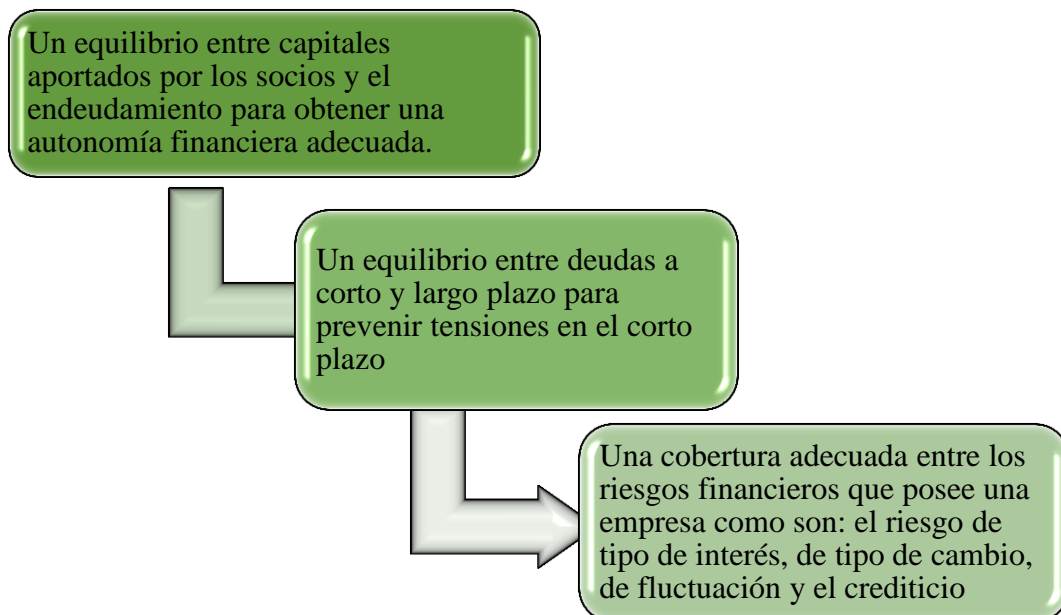 Un equilibrio entre capitales
aportados por los socios y el
endeudamiento para obtener una
autonomía financiera adecuada.
Un equilibrio entre deudas a
corto y largo plazo para
prevenir tensiones en el corto
plazo
Una cobertura adecuada entre los
riesgos financieros que posee una
empresa como son: el riesgo de
tipo de interés, de tipo de cambio,
de fluctuación y el crediticio